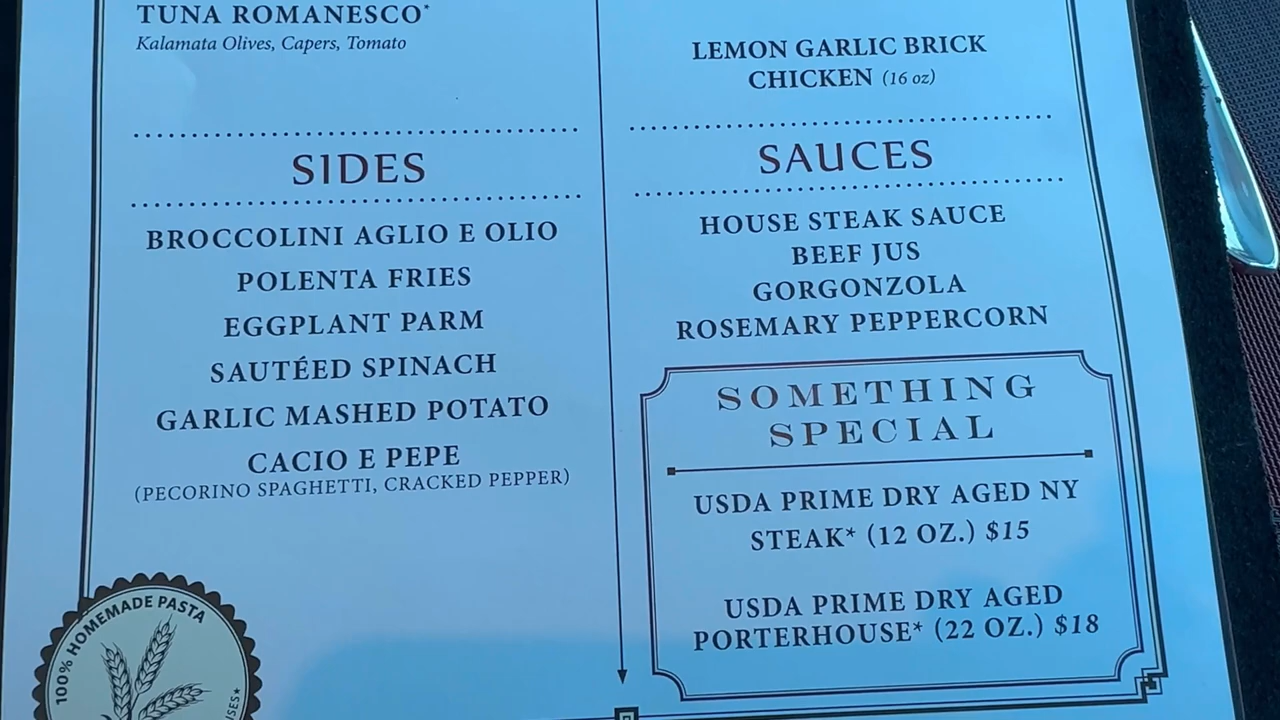 TUNA ROMANESCO*
Kalamata Olives, Capers, Tomato
SIDES
BROCCOLINI AGLIO E OLIO
POLENTA FRIES
EGGPLANT PARM
SAUTÉED SPINACH
GARLIC MASHED POTATO
CACIO E PEPE
(PECORINO SPAGHETTI, CRACKED PEPPER)
100% HOMEMADE PASTA
LEMON GARLIC BRICK
CHICKEN (16 oz)
SAUCES
HOUSE STEAK SAUCE
BEEF JUS
GORGONZOLA
ROSEMARY PEPPERCORN
SOMETHING
SPECIAL
USDA PRIME DRY AGED NY
STEAK* (12 OZ.) $15
USDA PRIME DRY AGED
PORTERHOUSE* (22 OZ.) $18